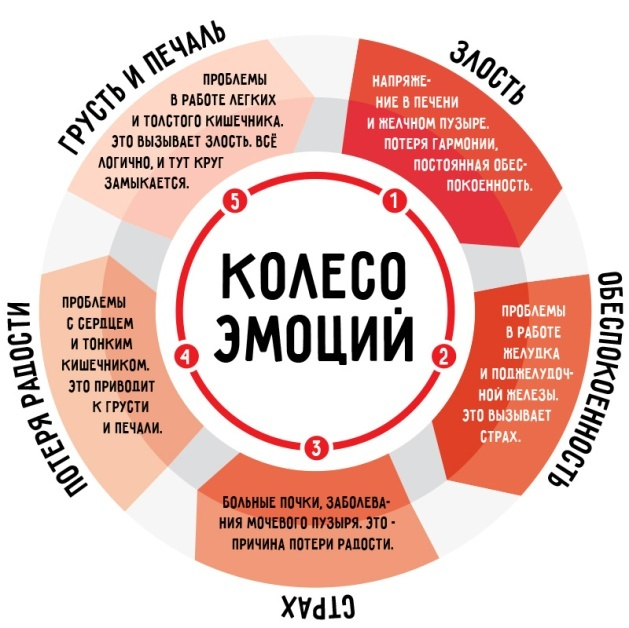 КОЛЕСО
ЭМОЦИЙ
1
ЗЛОСТЬ
НАПРЯЖЕ-
НИЕ В ПЕЧЕНИ
И ЖЕЛЧНОМ ПУЗЫРЕ.
ПОТЕРЯ ГАРМОНИИ,
ПОСТОЯННАЯ ОБЕС-
ПОКОЕННОСТЬ.
2
ОБЕСПОКОЕННОСТЬ
ПРОБЛЕМЫ
В РАБОТЕ
ЖЕЛУДКА
И ПОДЖЕЛУДОЧ-
НОЙ ЖЕЛЕЗЫ.
ЭТО ВЫЗЫВАЕТ
СТРАХ.
3
СТРАХ
БОЛЬНЫЕ ПОЧКИ, ЗАБОЛЕВА-
НИЯ МОЧЕВОГО ПУЗЫРЯ. ЭТО -
ПРИЧИНА ПОТЕРИ РАДОСТИ.
4
ПОТЕРЯ РАДОСТИ
ПРОБЛЕМЫ
С СЕРДЦЕМ
И ТОНКИМ
КИШЕЧНИКОМ.
ЭТО ПРИВОДИТ
К ГРУСТИ
И ПЕЧАЛИ.
5
ГРУСТЬ И ПЕЧАЛЬ
ПРОБЛЕМЫ
В РАБОТЕ ЛЕГКИХ
И ТОЛСТОГО КИШЕЧНИКА.
ЭТО ВЫЗЫВАЕТ ЗЛОСТЬ. ВСЁ
ЛОГИЧНО, И ТУТ КРУГ
ЗАМЫКАЕТСЯ.